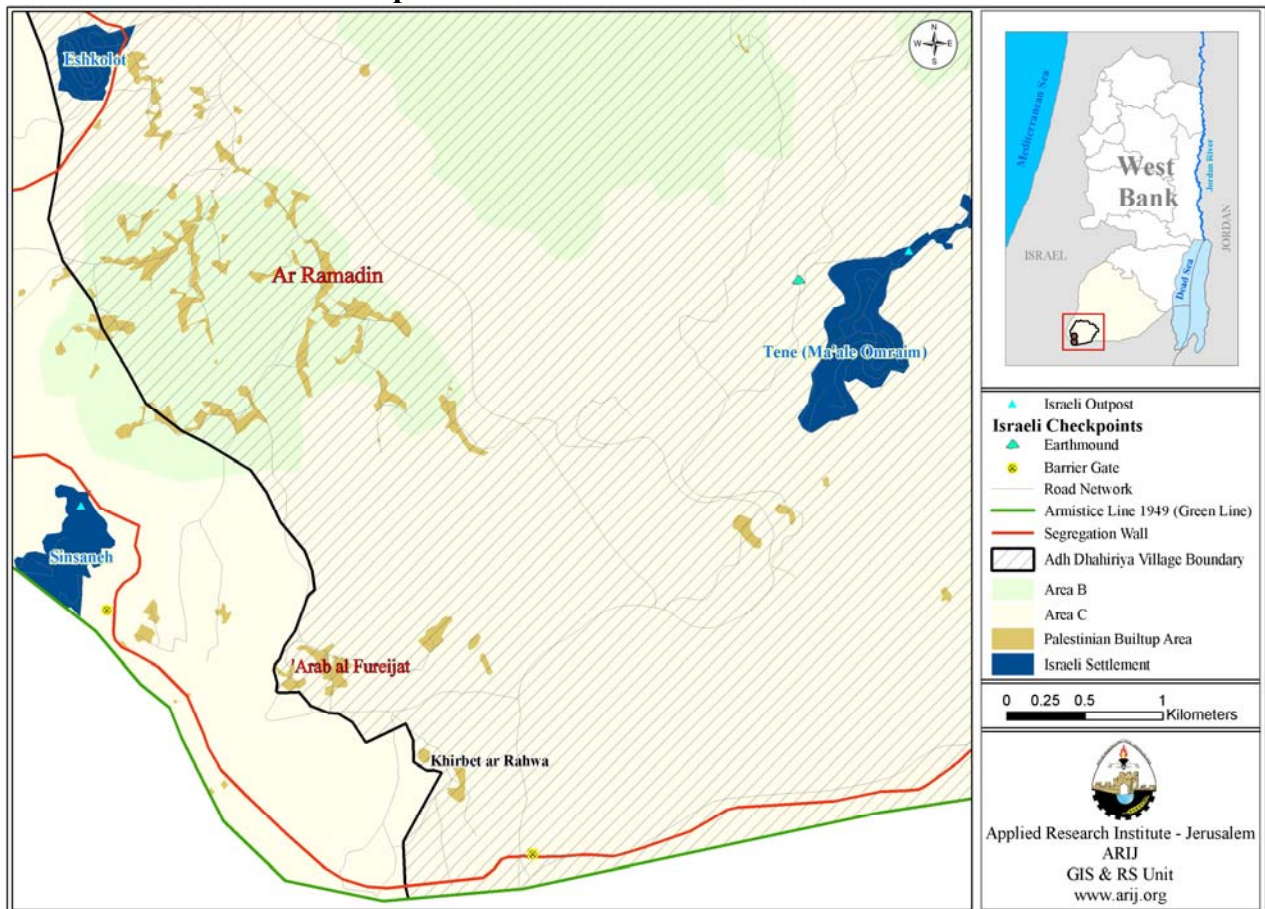 Eshkolot
Ar Ramadin
Tene (Ma'ale Omraim)
Sinsaneh
'Arab al Fureijat
Khirbet ar Rahwa
N
W E
S
Mediterranean Sea
West
Bank
Jordan River
JORDAN
ISRAEL
Dead Sea
Israeli Outpost
Israeli Checkpoints
Earthmound
Barrier Gate
Road Network
Armistice Line 1949 (Green Line)
Segregation Wall
Adh Dhahiriya Village Boundary
Area B
Area C
Palestinian Builtup Area
Israeli Settlement
0 0.25 0.5 1
Kilometers
Applied Research Institute - Jerusalem
ARIJ
GIS & RS Unit
www.arij.org